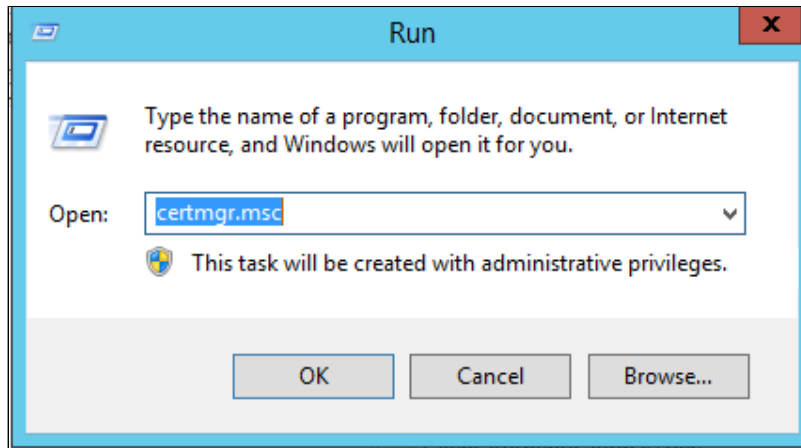 Run
x
Type the name of a program, folder, document, or Internet
resource, and Windows will open it for you.
Open: certmgr.msc
This task will be created with administrative privileges.
OK Cancel Browse...